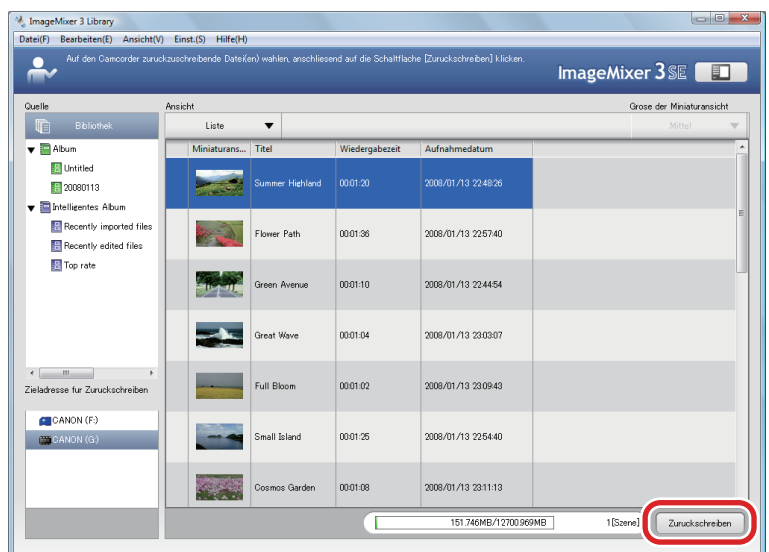 ImageMixer 3 Library
Datei(F) Bearbeiten(E) Ansicht(V) Einst.(S) Hilfe(H)
Auf den Camcorder zuruckzuschreibende Datei(en) wahlen, anschliesend auf die Schaltflache [Zuruckschreiben] klicken.
ImageMixer 3 SE
Quelle Ansicht Grose der Miniaturansicht
Bibliothek Liste Mittel
Miniaturans... Titel Wiedergabezeit Aufnahmedatum
Album
Untitled
20080113
Intelligentes Album
Recently imported files
Recently edited files
Top rate
Summer Highland 00:01:20 2008/01/13 22:48:26
Flower Path 00:01:36 2008/01/13 22:57:40
Green Avenue 00:01:10 2008/01/13 22:44:54
Great Wave 00:01:04 2008/01/13 23:03:07
Full Bloom 00:01:02 2008/01/13 23:09:43
Small Island 00:01:25 2008/01/13 22:54:40
Cosmos Garden 00:01:08 2008/01/13 23:11:13
Zieladresse fur Zuruckschreiben
CANON (F:)
CANON (G:)
151.746MB/12700.969MB 1[Szene] Zuruckschreiben